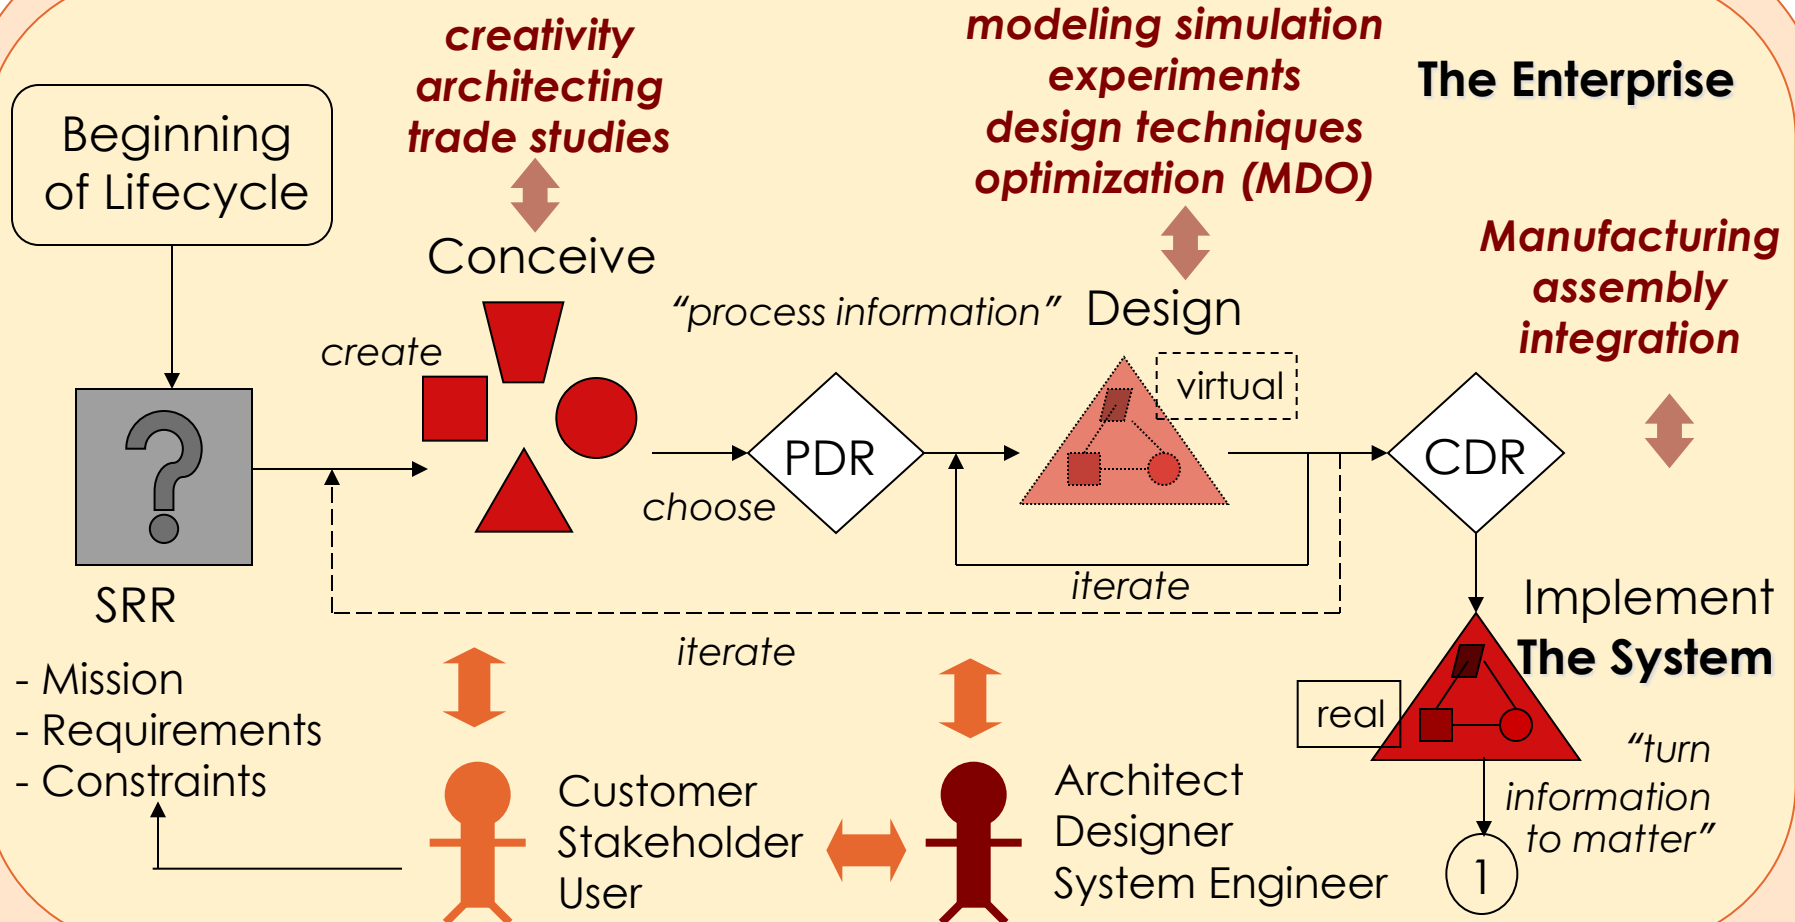 creativity
architecting
trade studies
modeling simulation
experiments
design techniques
optimization (MDO)
The Enterprise
Beginning
of Lifecycle
Manufacturing
assembly
integration
Conceive
“process information”
Design
create
virtual
?
PDR
CDR
choose
iterate
iterate
SRR
- Mission
- Requirements
- Constraints
Implement
The System
real
“turn
information
to matter”
Customer
Stakeholder
User
Architect
Designer
System Engineer
1